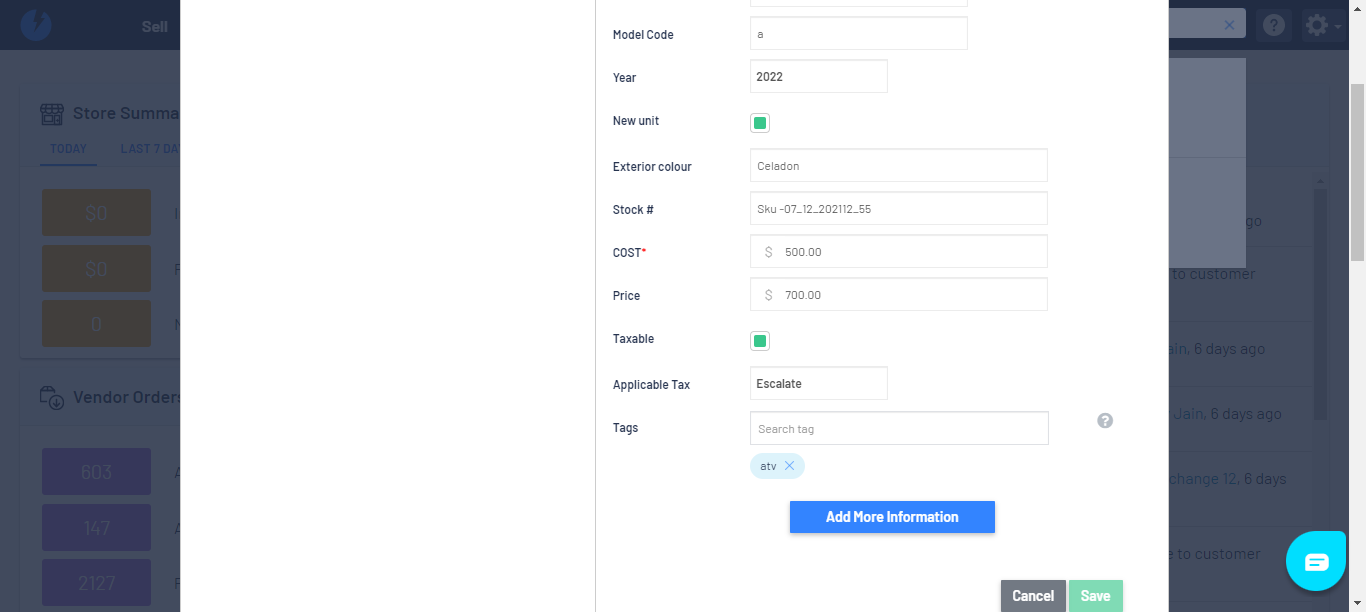 Sell
Store Summa
TODAY
LAST 7 DA
$0
$0
0
Vendor Orders
603
147
2127
Model Code
a
Year
2022
New unit
Exterior colour
Celadon
Stock #
Sku -07_12_202112_55
COST*
$ 500.00
Price
$ 700.00
Taxable
Applicable Tax
Escalate
Tags
Search tag
?
atv
Add More Information
Cancel
Save
?
go
to customer
ain, 6 days ago
Jain, 6 days ago
change 12, 6 days
e to customer